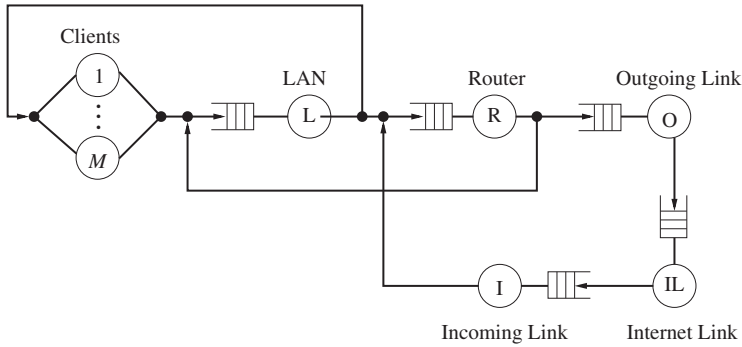 Clients
1
M
LAN
L
Router
R
Outgoing Link
O
I
IL
Incoming Link
Internet Link